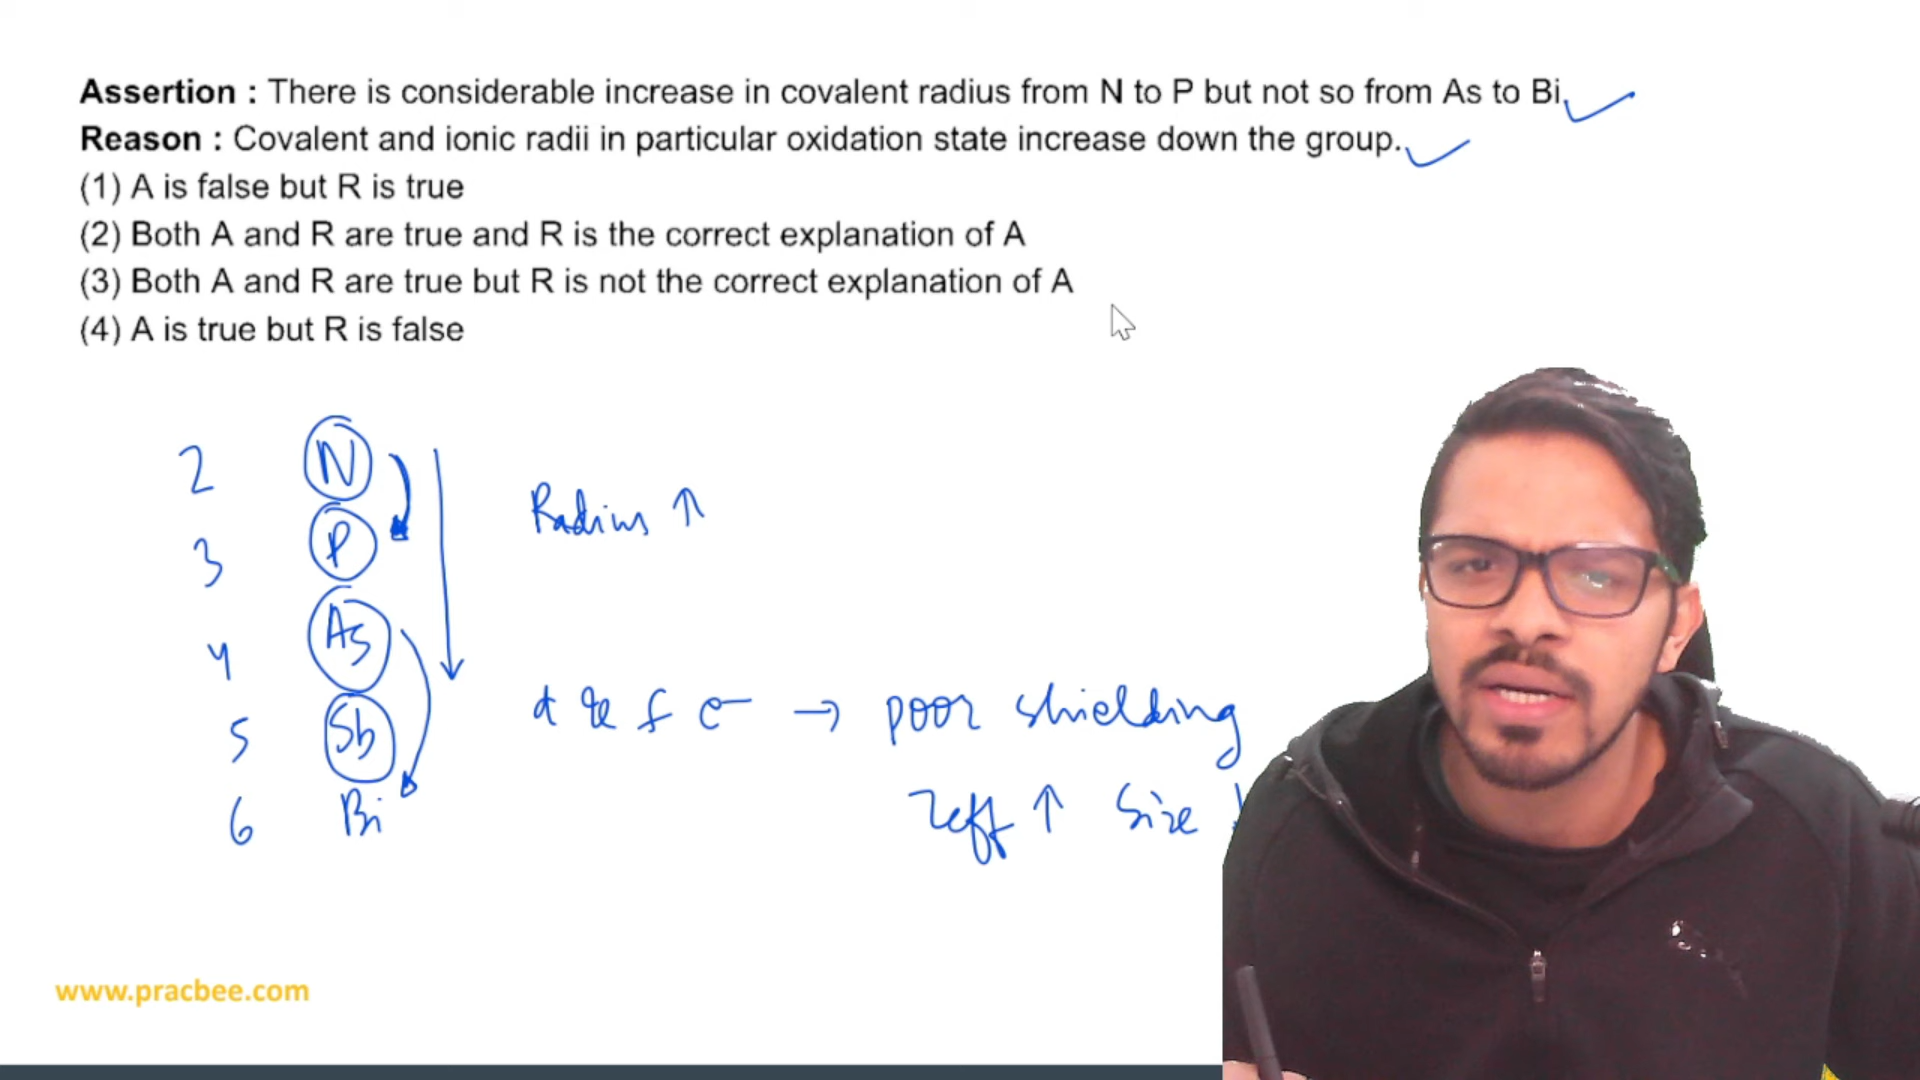 Assertion : There is considerable increase in covalent radius from N to P but not so from As to Bi.
Reason : Covalent and ionic radii in particular oxidation state increase down the group.
(1) A is false but R is true
(2) Both A and R are true and R is the correct explanation of A
(3) Both A and R are true but R is not the correct explanation of A
(4) A is true but R is false
2 N
3 P
Radius ↑
4 As
5 Sb
d & f e⁻ → poor shielding
6 Bi
Zeff ↑ Size
www.pracbee.com